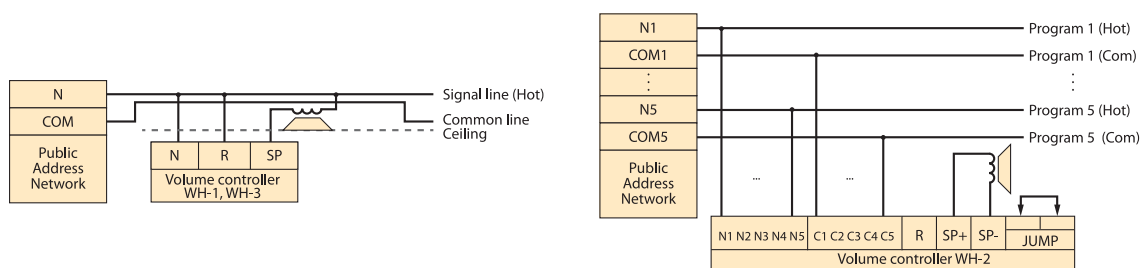 N
COM
Public
Address
Network
Signal line (Hot)
Common line
Ceiling
N R SP
Volume controller
WH-1, WH-3
N1
COM1
⋮
N5
COM5
Public
Address
Network
Program 1 (Hot)
Program 1 (Com)
⋮
Program 5 (Hot)
Program 5 (Com)
... ...
N1 N2 N3 N4 N5 C1 C2 C3 C4 C5 R SP+ SP- JUMP
Volume controller WH-2